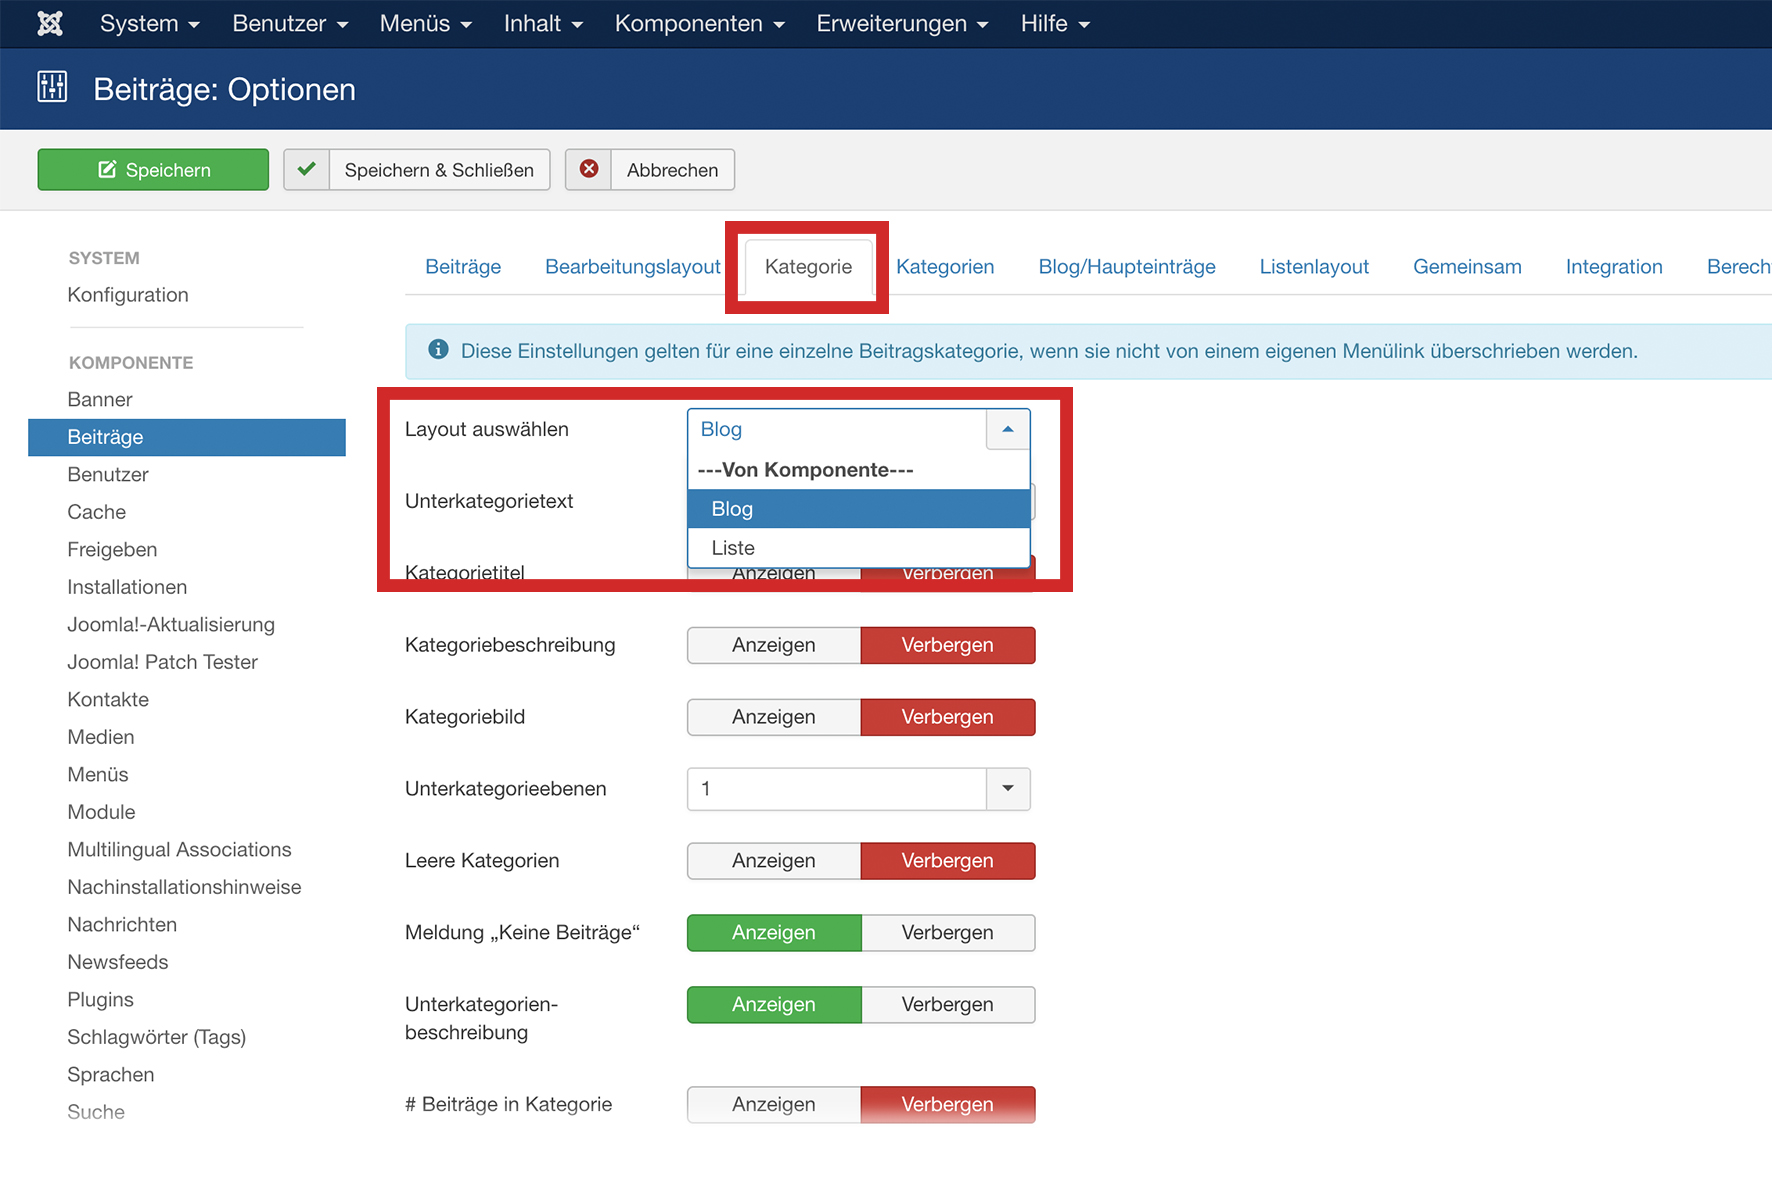 System Benutzer Menüs Inhalt Komponenten Erweiterungen Hilfe
Beiträge: Optionen
Speichern Speichern & Schließen Abbrechen
SYSTEM
Konfiguration
KOMPONENTE
Banner
Beiträge
Benutzer
Cache
Freigeben
Installationen
Joomla!-Aktualisierung
Joomla! Patch Tester
Kontakte
Medien
Menüs
Module
Multilingual Associations
Nachinstallationshinweise
Nachrichten
Newsfeeds
Plugins
Schlagwörter (Tags)
Sprachen
Suche
Beiträge Bearbeitungslayout Kategorie Kategorien Blog/Haupteinträge Listenlayout Gemeinsam Integration Berech
Diese Einstellungen gelten für eine einzelne Beitragskategorie, wenn sie nicht von einem eigenen Menülink überschrieben werden.
Layout auswählen Blog
---Von Komponente---
Blog
Liste
Unterkategorietext
Kategorietitel Anzeigen Verbergen
Kategoriebeschreibung Anzeigen Verbergen
Kategoriebild Anzeigen Verbergen
Unterkategorieebenen 1
Leere Kategorien Anzeigen Verbergen
Meldung „Keine Beiträge“ Anzeigen Verbergen
Unterkategorien-
beschreibung Anzeigen Verbergen
# Beiträge in Kategorie Anzeigen Verbergen